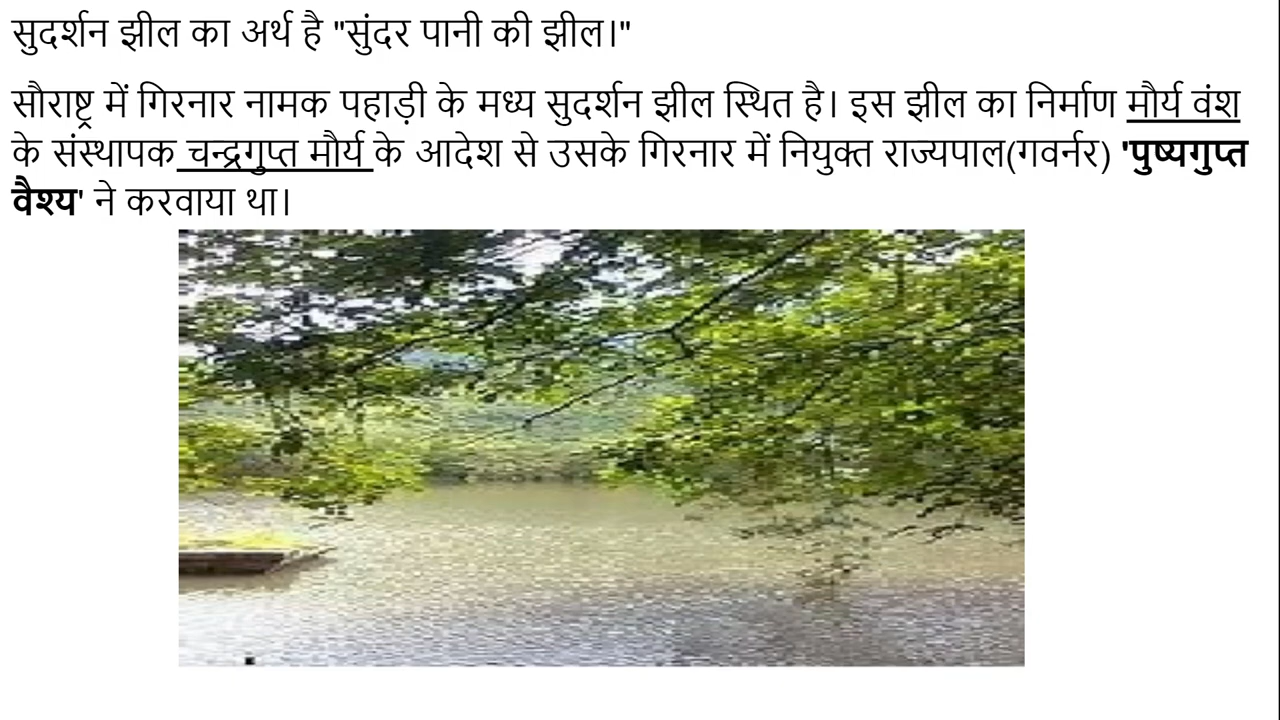 सुदर्शन झील का अर्थ है "सुंदर पानी की झील।"
सौराष्ट्र में गिरनार नामक पहाड़ी के मध्य सुदर्शन झील स्थित है। इस झील का निर्माण मौर्य वंश
के संस्थापक चन्द्रगुप्त मौर्य के आदेश से उसके गिरनार में नियुक्त राज्यपाल(गवर्नर) 'पुष्यगुप्त
वैश्य' ने करवाया था।